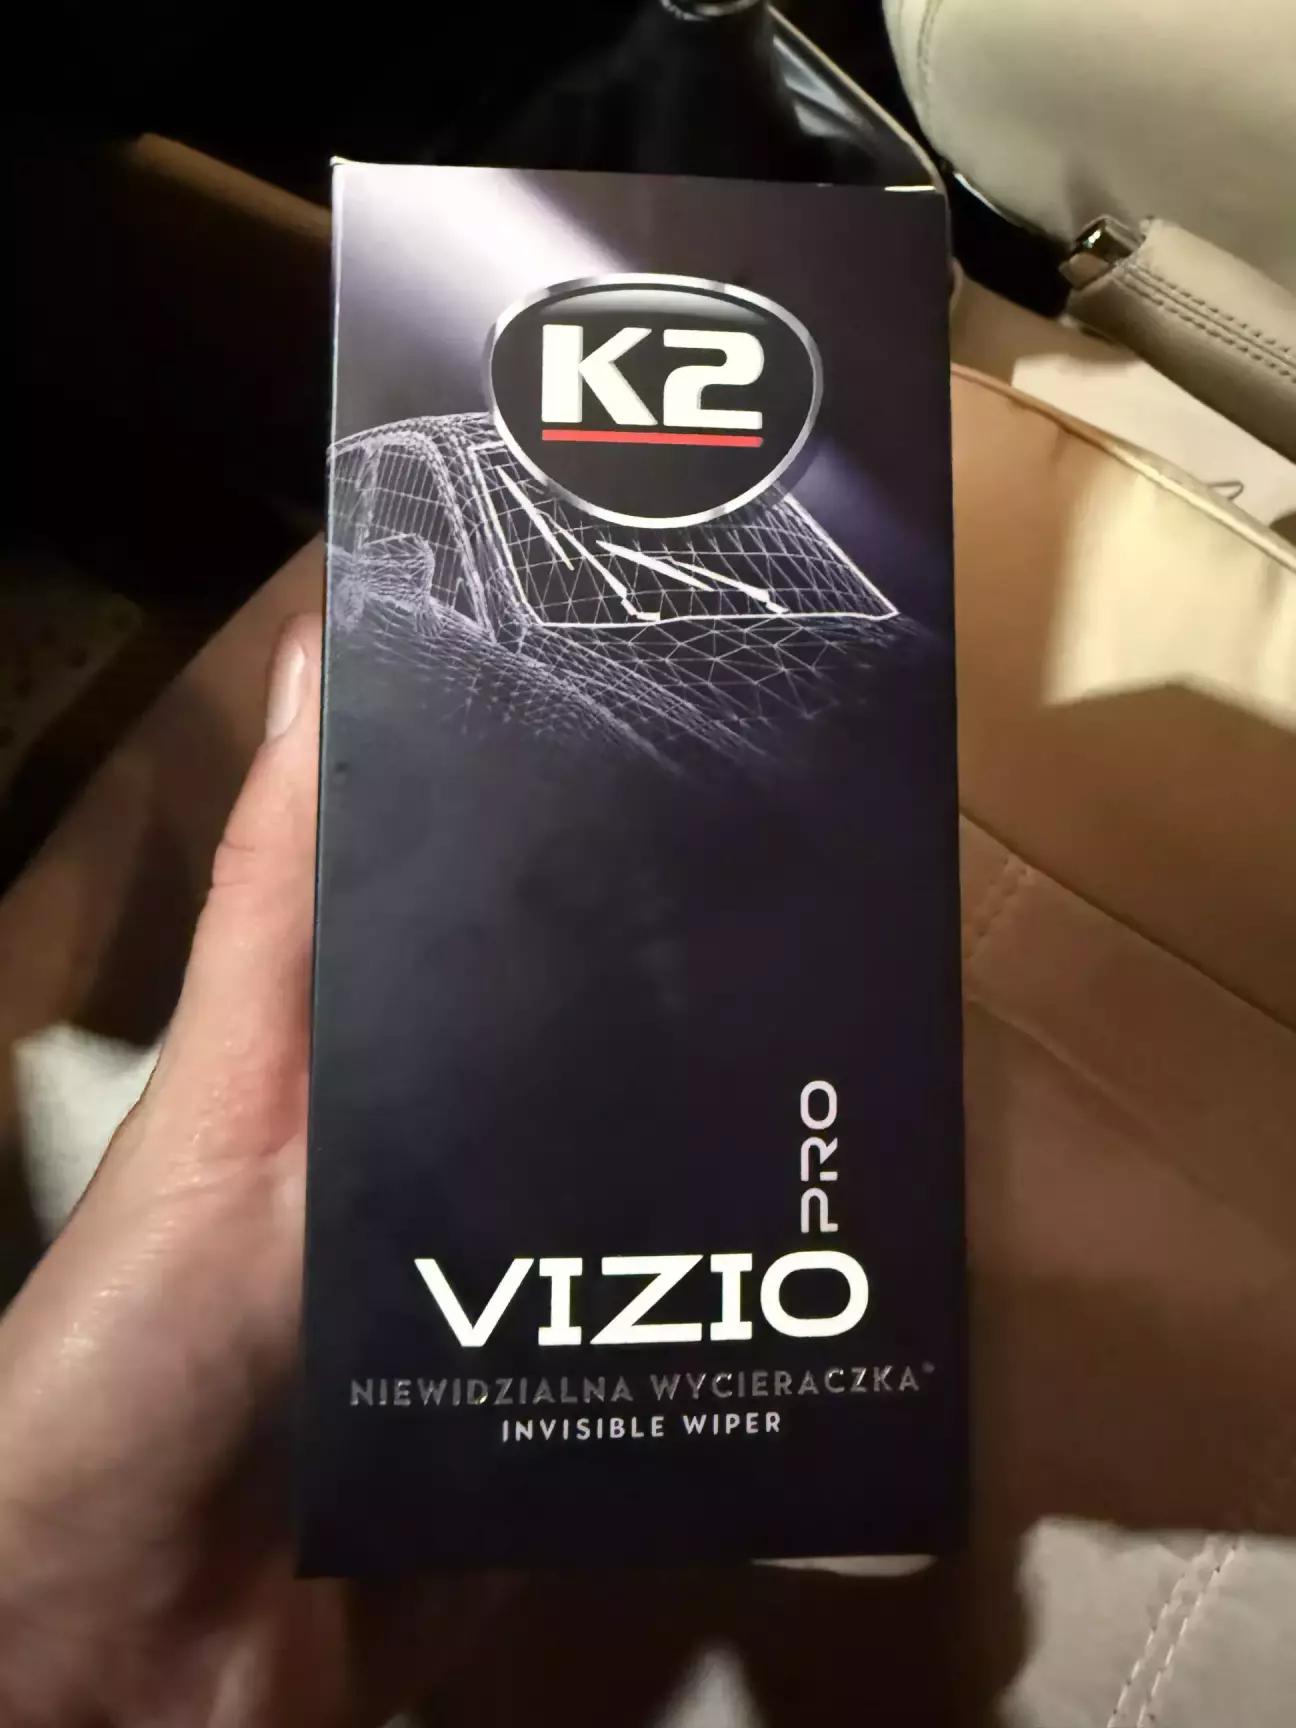 K2
PRO
VIZIO
NIEWIDZIALNA WYCIERACZKA*
INVISIBLE WIPER